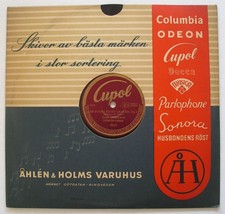 Skivor av bästa märken
i stor sortering
Columbia
ODEON
Cupol
Decca
Parlophone
Sonora
HUSBONDENS RÖST
Cupol
ÅHLÉN & HOLMS VARUHUS
ÅH